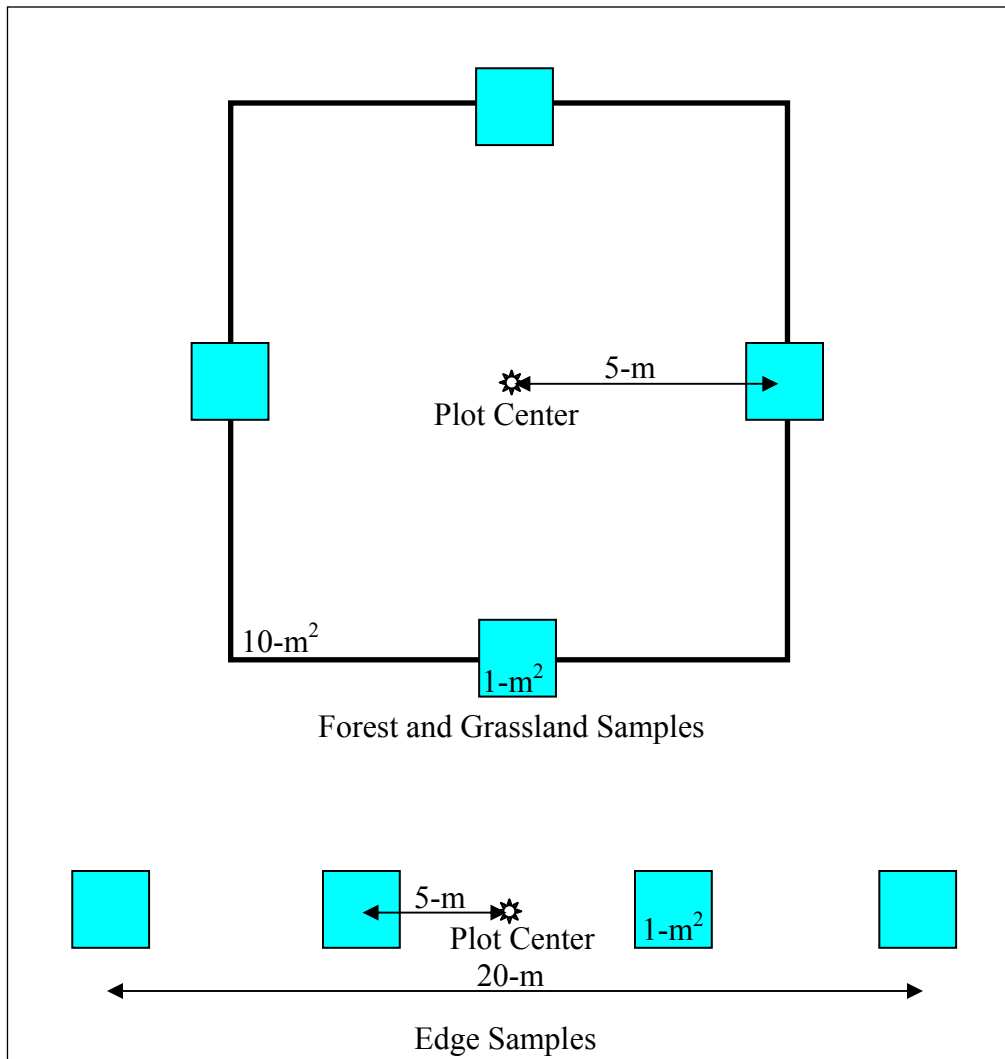 5-m
Plot Center
10-m²
1-m²
Forest and Grassland Samples
5-m
Plot Center
1-m²
20-m
Edge Samples